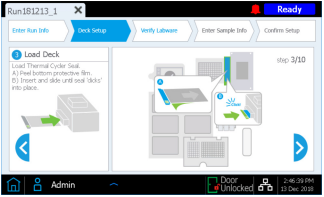 Run181213_1
Ready
Enter Run Info
Deck Setup
Verify Labware
Enter Sample Info
Confirm Setup
3 Load Deck
step 3/10
Load Thermal Cycler Seal.
A) Peel bottom protective film.
B) Insert and slide until seal 'clicks'
into place.
A
B
Click!
Admin
Door
Unlocked
2:46:39 PM
13 Dec 2018